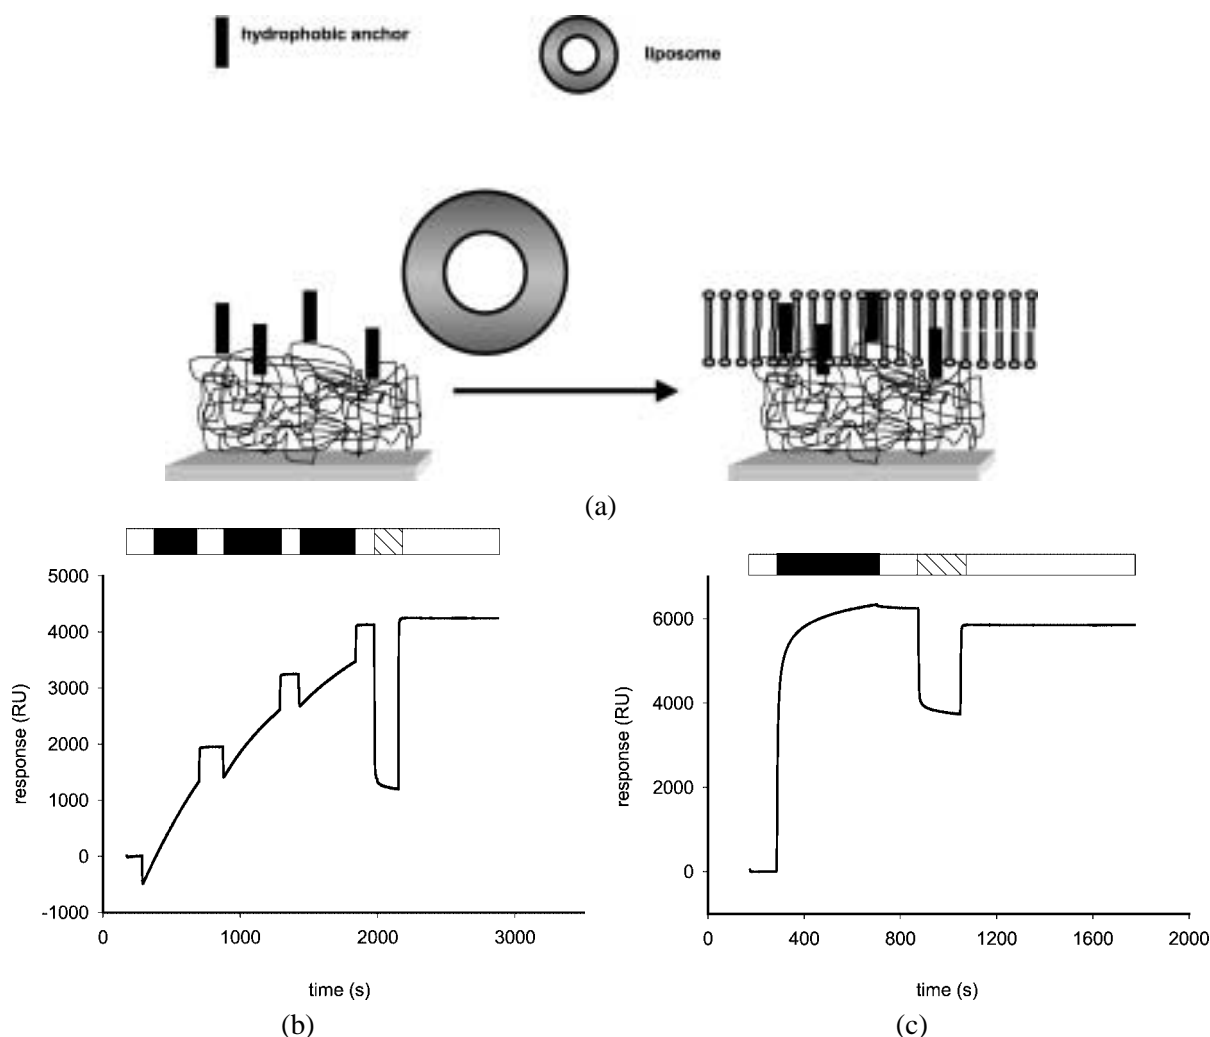 hydrophobic anchor
liposome
(a)
5000
4000
3000
2000
1000
0
-1000
response (RU)
0 1000 2000 3000
time (s)
(b)
6000
4000
2000
0
response (RU)
0 400 800 1200 1600 2000
time (s)
(c)